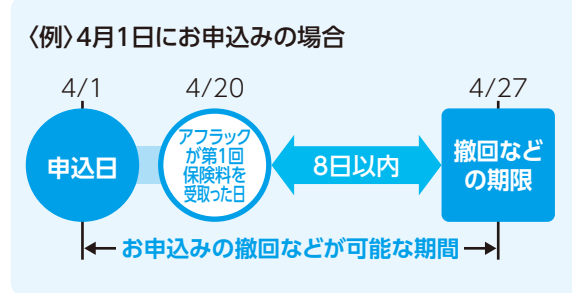 〈例〉4月1日にお申込みの場合
4/1
4/20
4/27
申込日
アフラック
が第1回
保険料を
受取った日
8日以内
撤回など
の期限
お申込みの撤回などが可能な期間